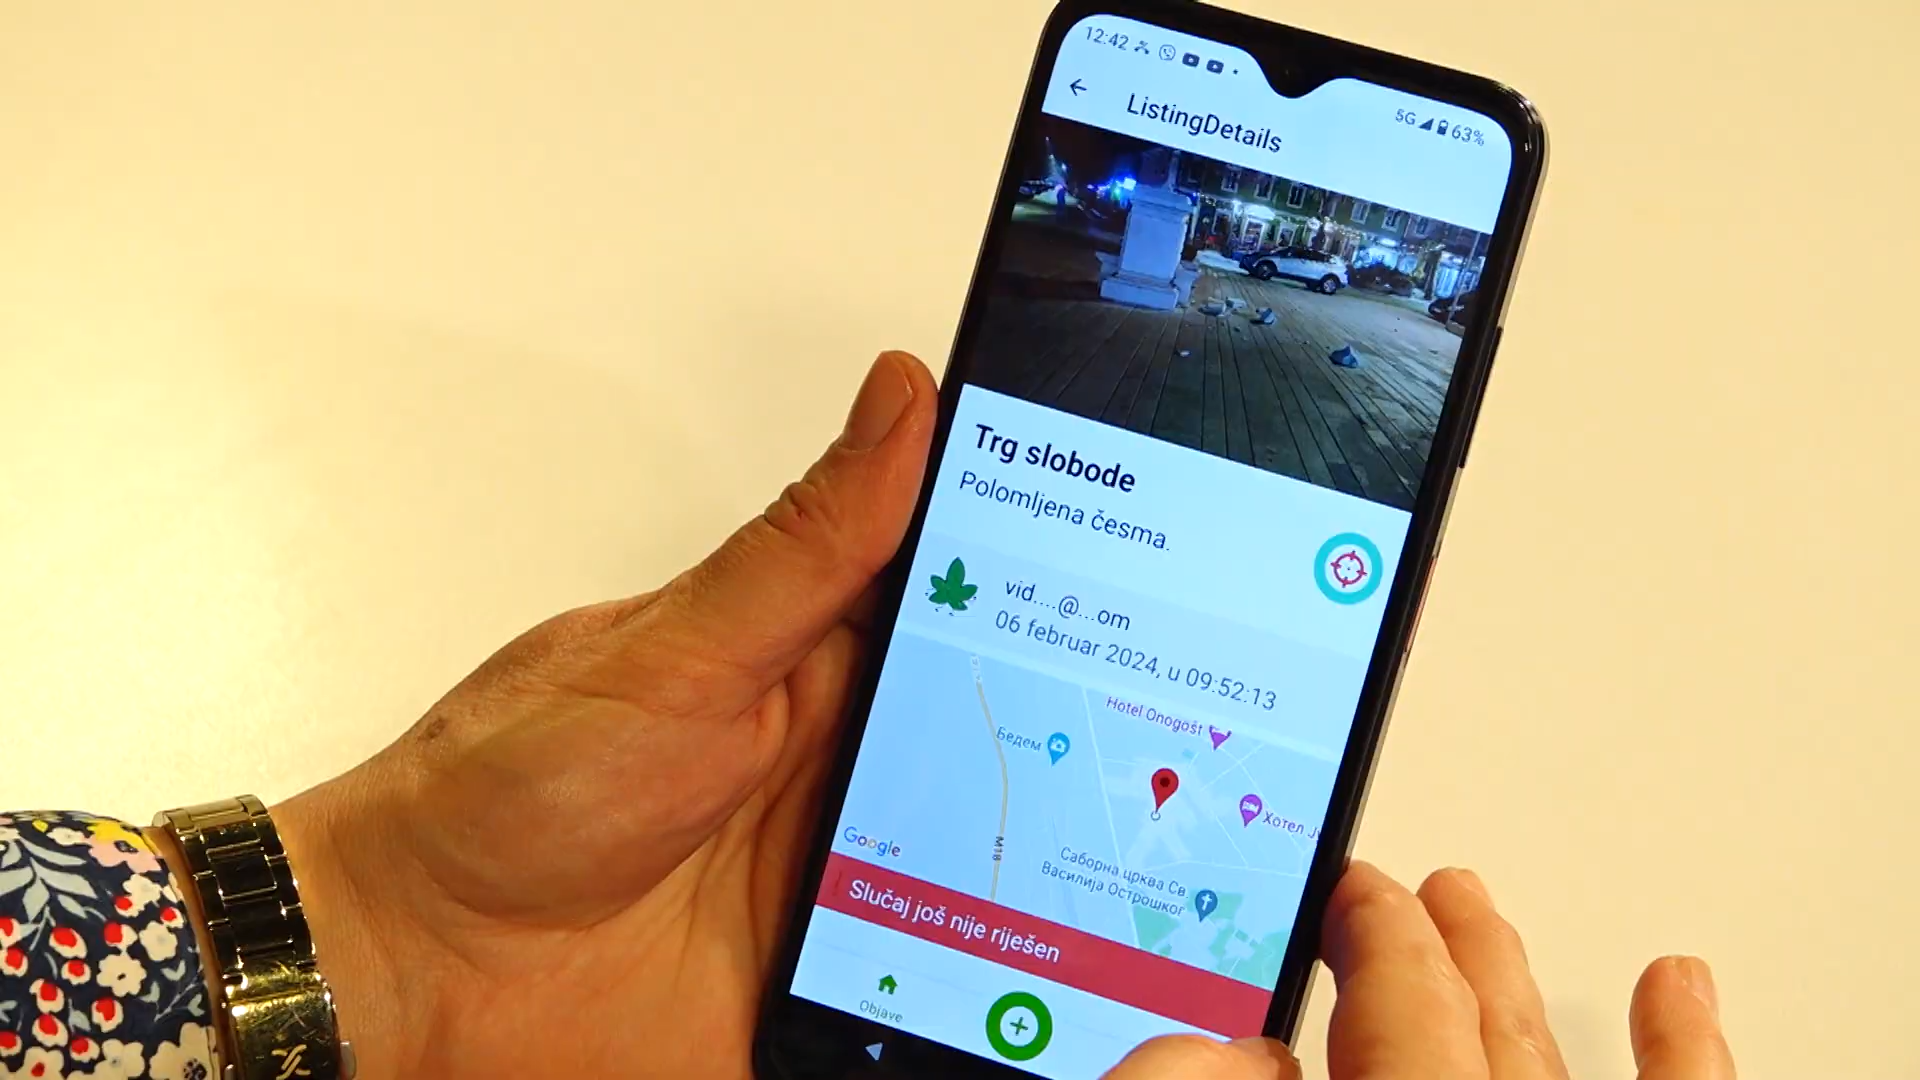 12:42
5G 63%
ListingDetails
Trg slobode
Polomljena česma.
vid....@...om
06 februar 2024, u 09:52:13
Hotel Onogošt
Бедем
Хотел
M18
Google
Саборна црква Св.
Василија Острошког
Slučaj još nije riješen
Objave